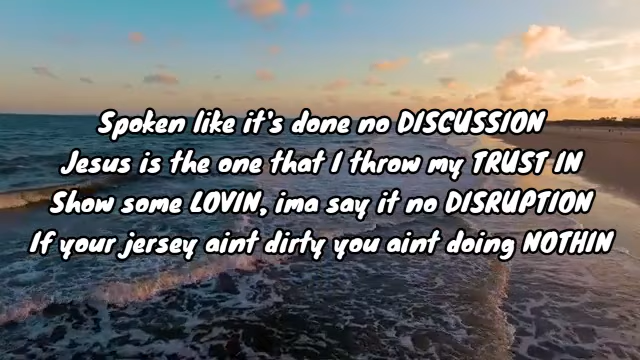 Spoken like it's done no DISCUSSION
Jesus is the one that I throw my TRUST IN
Show some LOVIN, ima say it no DISRUPTION
If your jersey aint dirty you aint doing NOTHIN